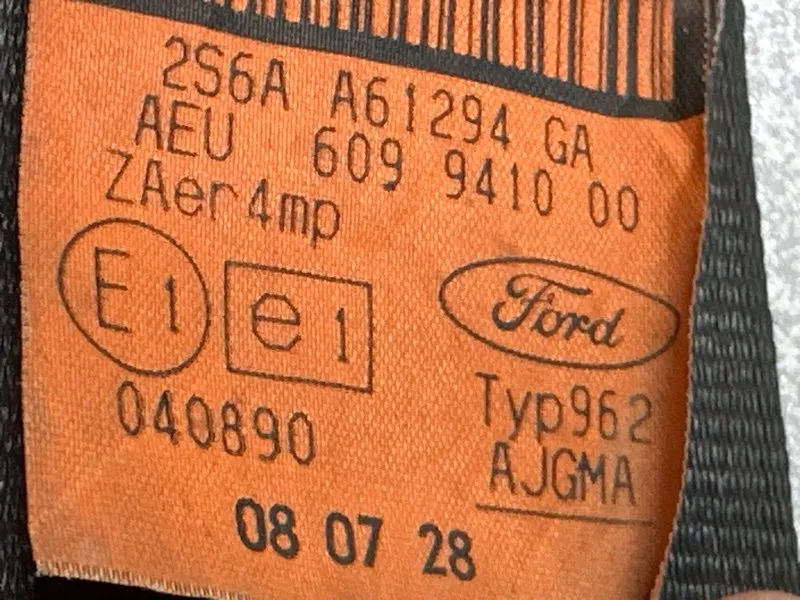 2S6A A61294 GA
AEU 609 9410 00
ZAer4mp
E1 e1 Ford
040890 Typ962
AJGMA
08 07 28